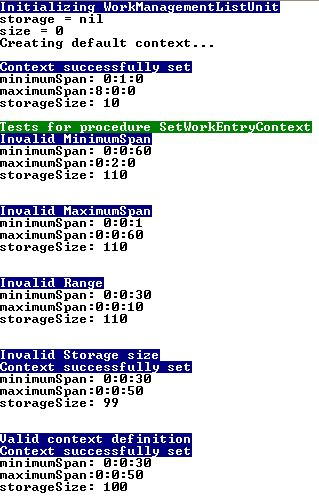 Initializing WorkManagementListUnit
storage = nil
size = 0
Creating default context...
Context successfully set
minimumSpan: 0:1:0
maximumSpan:8:0:0
storageSize: 10
Tests for procedure SetWorkEntryContext
Invalid MinimumSpan
minimumSpan: 0:0:60
maximumSpan:0:2:0
storageSize: 110
Invalid MaximumSpan
minimumSpan: 0:0:1
maximumSpan:0:0:60
storageSize: 110
Invalid Range
minimumSpan: 0:0:30
maximumSpan:0:0:10
storageSize: 110
Invalid Storage size
Context successfully set
minimumSpan: 0:0:30
maximumSpan:0:0:50
storageSize: 99
Valid context definition
Context successfully set
minimumSpan: 0:0:30
maximumSpan:0:0:50
storageSize: 100